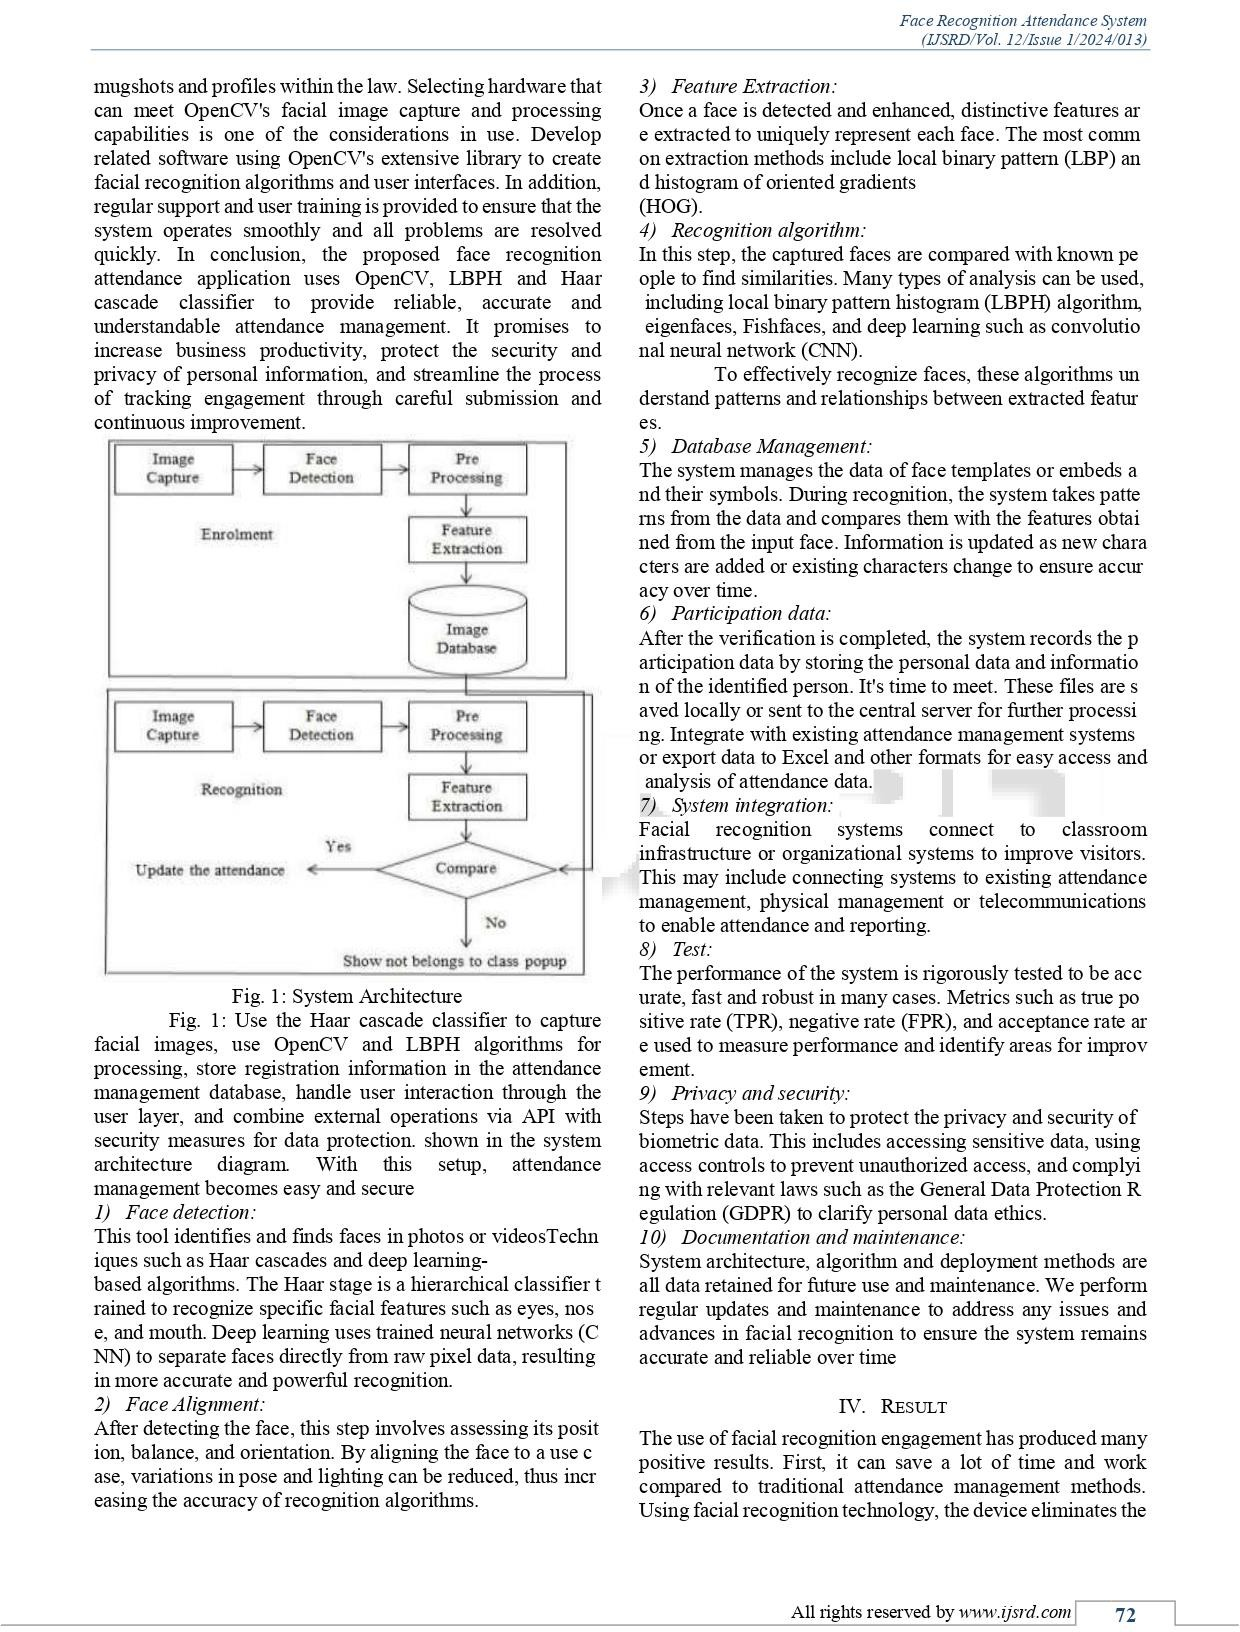 Face Recognition Attendance System
(IJSRD/Vol. 12/Issue 1/2024/013)
mugshots and profiles within the law. Selecting hardware that
can meet OpenCV's facial image capture and processing
capabilities is one of the considerations in use. Develop
related software using OpenCV's extensive library to create
facial recognition algorithms and user interfaces. In addition,
regular support and user training is provided to ensure that the
system operates smoothly and all problems are resolved
quickly. In conclusion, the proposed face recognition
attendance application uses OpenCV, LBPH and Haar
cascade classifier to provide reliable, accurate and
understandable attendance management. It promises to
increase business productivity, protect the security and
privacy of personal information, and streamline the process
of tracking engagement through careful submission and
continuous improvement.
Image
Capture
Face
Detection
Pre
Processing
Enrolment
Feature
Extraction
Image
Database
Image
Capture
Face
Detection
Pre
Processing
Recognition
Feature
Extraction
Yes
Update the attendance
Compare
No
Show not belongs to class popup
Fig. 1: System Architecture
Fig. 1: Use the Haar cascade classifier to capture
facial images, use OpenCV and LBPH algorithms for
processing, store registration information in the attendance
management database, handle user interaction through the
user layer, and combine external operations via API with
security measures for data protection. shown in the system
architecture diagram. With this setup, attendance
management becomes easy and secure
1) Face detection:
This tool identifies and finds faces in photos or videosTechn
iques such as Haar cascades and deep learning-
based algorithms. The Haar stage is a hierarchical classifier t
rained to recognize specific facial features such as eyes, nos
e, and mouth. Deep learning uses trained neural networks (C
NN) to separate faces directly from raw pixel data, resulting
in more accurate and powerful recognition.
2) Face Alignment:
After detecting the face, this step involves assessing its posit
ion, balance, and orientation. By aligning the face to a use c
ase, variations in pose and lighting can be reduced, thus incr
easing the accuracy of recognition algorithms.
3) Feature Extraction:
Once a face is detected and enhanced, distinctive features ar
e extracted to uniquely represent each face. The most comm
on extraction methods include local binary pattern (LBP) an
d histogram of oriented gradients
(HOG).
4) Recognition algorithm:
In this step, the captured faces are compared with known pe
ople to find similarities. Many types of analysis can be used,
including local binary pattern histogram (LBPH) algorithm,
eigenfaces, Fishfaces, and deep learning such as convolutio
nal neural network (CNN).
To effectively recognize faces, these algorithms un
derstand patterns and relationships between extracted featur
es.
5) Database Management:
The system manages the data of face templates or embeds a
nd their symbols. During recognition, the system takes patte
rns from the data and compares them with the features obtai
ned from the input face. Information is updated as new chara
cters are added or existing characters change to ensure accur
acy over time.
6) Participation data:
After the verification is completed, the system records the p
articipation data by storing the personal data and informatio
n of the identified person. It's time to meet. These files are s
aved locally or sent to the central server for further processi
ng. Integrate with existing attendance management systems
or export data to Excel and other formats for easy access and
analysis of attendance data.
7) System integration:
Facial recognition systems connect to classroom
infrastructure or organizational systems to improve visitors.
This may include connecting systems to existing attendance
management, physical management or telecommunications
to enable attendance and reporting.
8) Test:
The performance of the system is rigorously tested to be acc
urate, fast and robust in many cases. Metrics such as true po
sitive rate (TPR), negative rate (FPR), and acceptance rate ar
e used to measure performance and identify areas for improv
ement.
9) Privacy and security:
Steps have been taken to protect the privacy and security of
biometric data. This includes accessing sensitive data, using
access controls to prevent unauthorized access, and complyi
ng with relevant laws such as the General Data Protection R
egulation (GDPR) to clarify personal data ethics.
10) Documentation and maintenance:
System architecture, algorithm and deployment methods are
all data retained for future use and maintenance. We perform
regular updates and maintenance to address any issues and
advances in facial recognition to ensure the system remains
accurate and reliable over time
IV. RESULT
The use of facial recognition engagement has produced many
positive results. First, it can save a lot of time and work
compared to traditional attendance management methods.
Using facial recognition technology, the device eliminates the
All rights reserved by www.ijsrd.com
72